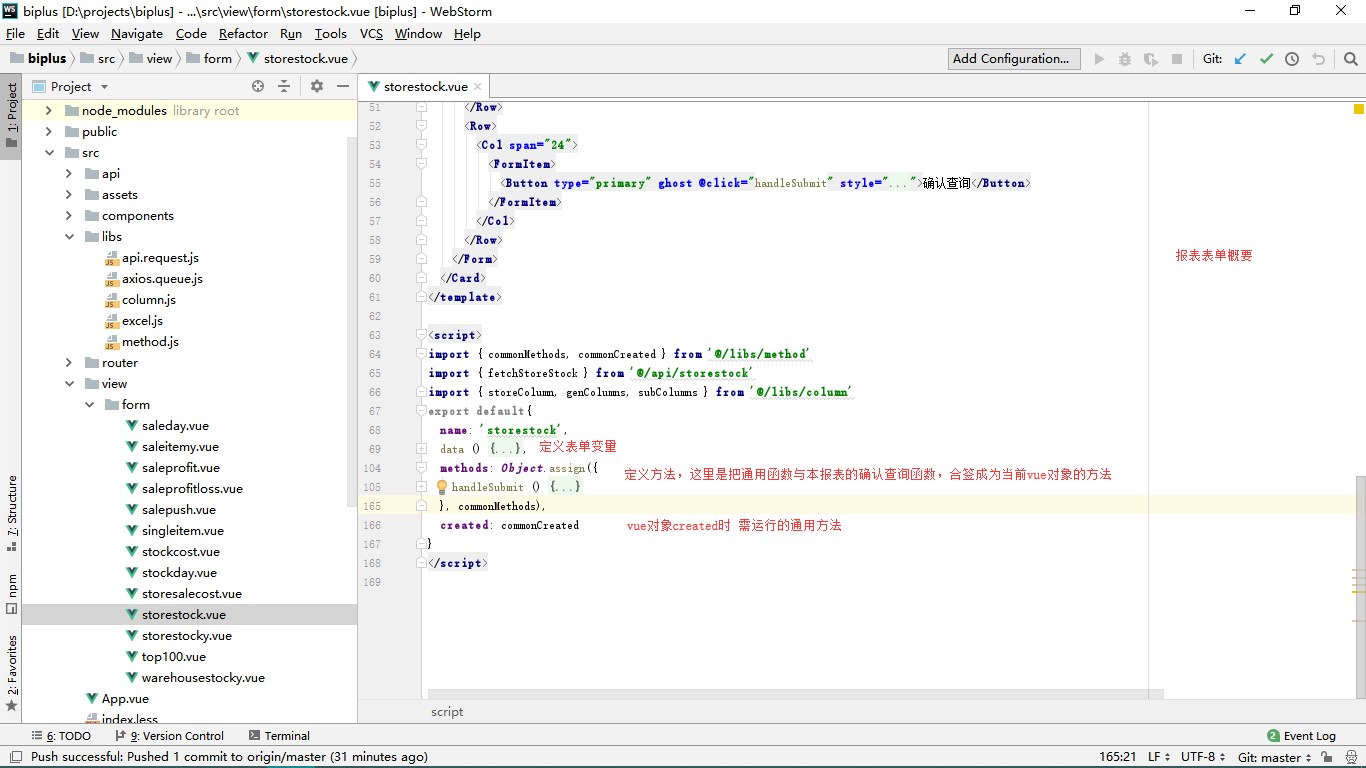 biplus [D:\projects\biplus] - ...\src\view\form\storestock.vue [biplus] - WebStorm
File Edit View Navigate Code Refactor Run Tools VCS Window Help
biplus src view form storestock.vue Add Configuration... Git:
1: Project
7: Structure
npm
2: Favorites
Project
node_modules library root
public
src
api
assets
components
libs
api.request.js
axios.queue.js
column.js
excel.js
method.js
router
view
form
saleday.vue
saleitemy.vue
saleprofit.vue
saleprofitloss.vue
salepush.vue
singleitem.vue
stockcost.vue
stockday.vue
storesalecost.vue
storestock.vue
storestocky.vue
top100.vue
warehousestocky.vue
App.vue
index.less
storestock.vue
51 </Row>
52 <Row>
53 <Col span="24">
54 <FormItem>
55 <Button type="primary" ghost @click="handleSubmit" style="...">确认查询</Button>
56 </FormItem>
57 </Col>
58 </Row>
59 </Form>
60 </Card>
61 </template>
62
63 <script>
64 import { commonMethods, commonCreated } from '@/libs/method'
65 import { fetchStoreStock } from '@/api/storestock'
66 import { storeColumn, genColumns, subColumns } from '@/libs/column'
67 export default{
68 name: 'storestock',
69 data () {...}, 定义表单变量
104 methods: Object.assign({
105 handleSubmit () {...}
165 }, commonMethods),
166 created: commonCreated vue对象created时 需运行的通用方法
167 }
168 </script>
169
报表表单概要
定义方法，这里是把通用函数与本报表的确认查询函数，合签成为当前vue对象的方法
script
6: TODO 9: Version Control Terminal 2 Event Log
Push successful: Pushed 1 commit to origin/master (31 minutes ago) 165:21 LF UTF-8 Git: master